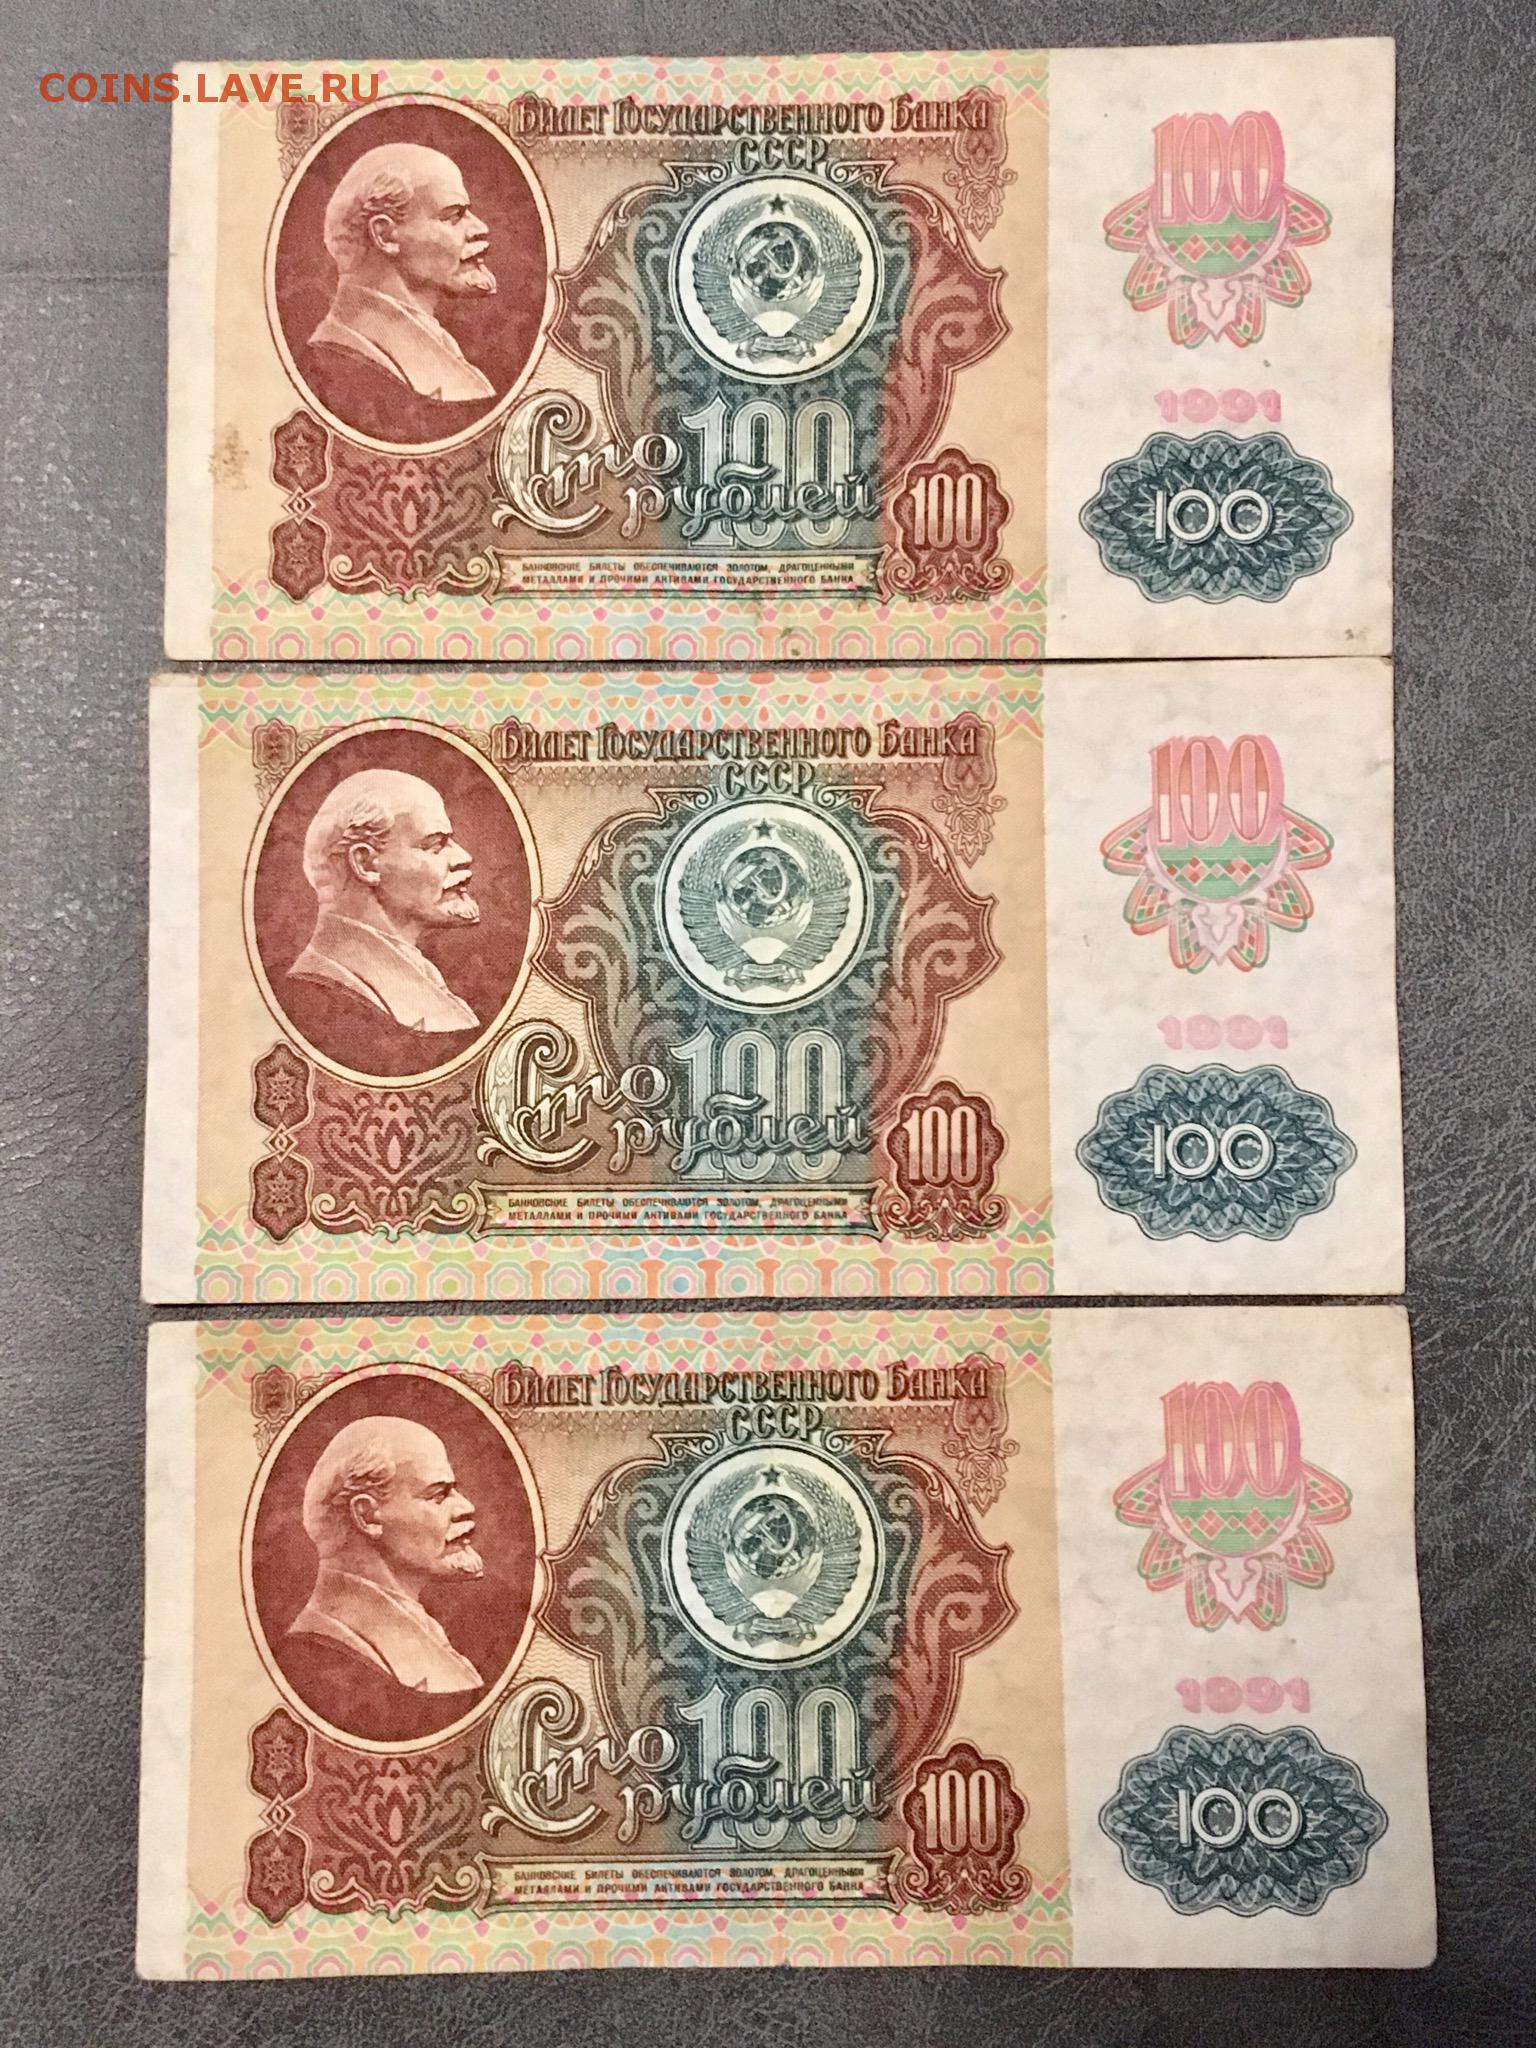 COINS.LAVE.RU
Билет Государственного Банка
СССР
100
1991
100
Сто
рублей
100
100
100
Банковские билеты обеспечиваются золотом, драгоценными
металлами и прочими активами Государственного банка
Билет Государственного Банка
СССР
100
1991
100
Сто
рублей
100
100
100
Банковские билеты обеспечиваются золотом, драгоценными
металлами и прочими активами Государственного банка
Билет Государственного Банка
СССР
100
1991
100
Сто
рублей
100
100
100
Банковские билеты обеспечиваются золотом, драгоценными
металлами и прочими активами Государственного банка